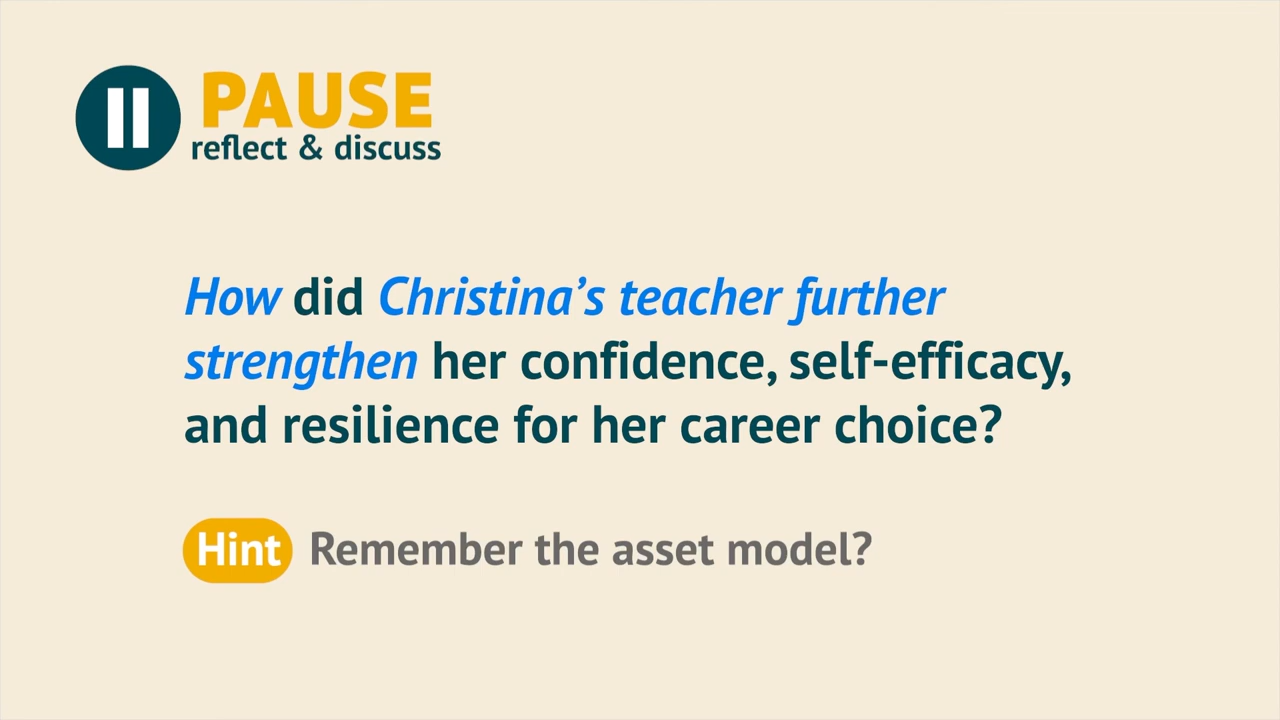 PAUSE
reflect & discuss
How did Christina’s teacher further
strengthen her confidence, self-efficacy,
and resilience for her career choice?
Hint Remember the asset model?